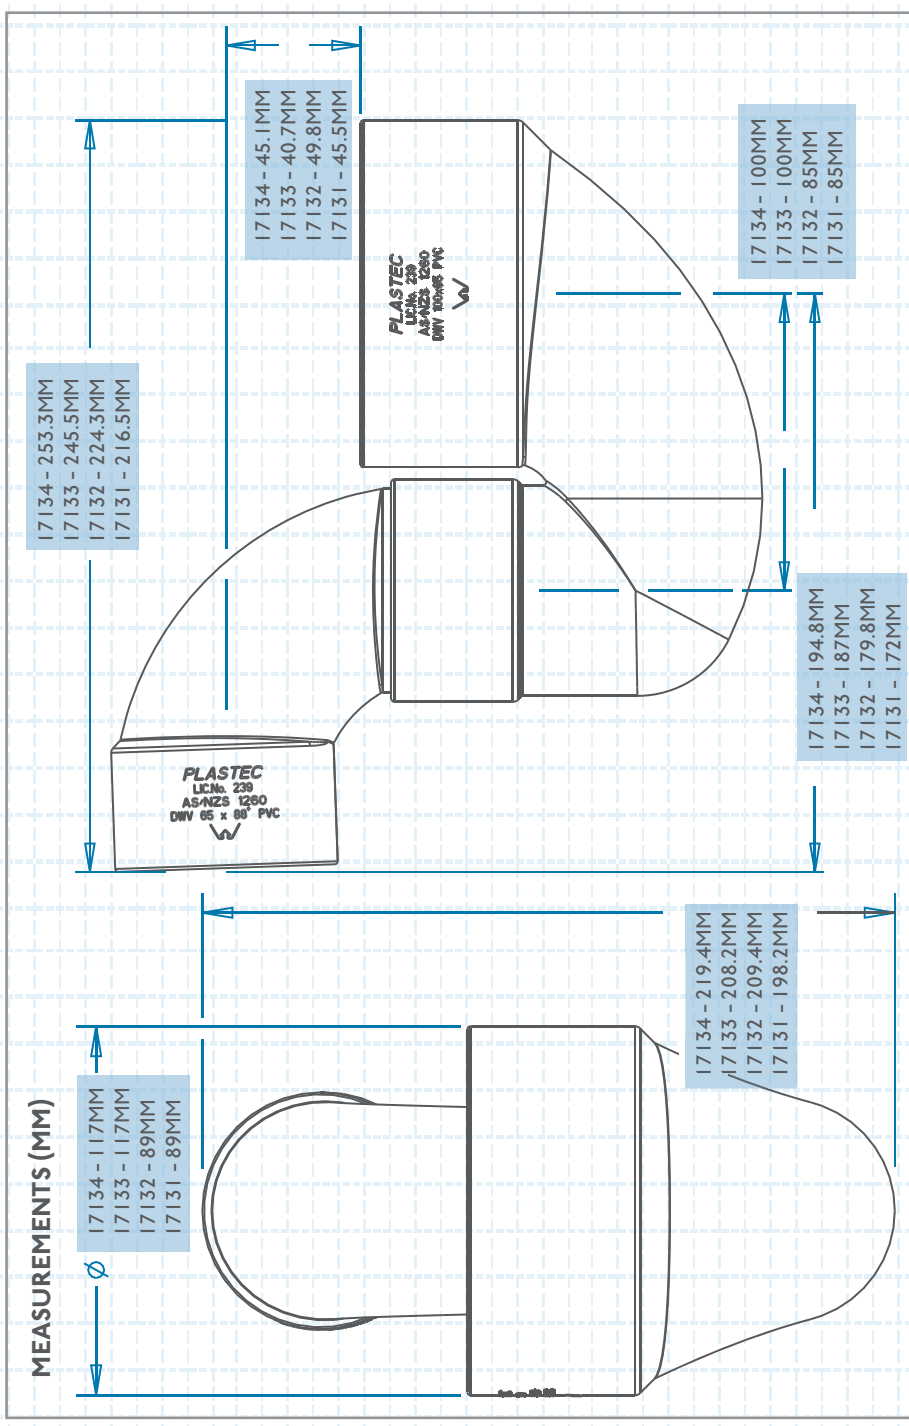 MEASUREMENTS (MM)
17134 - 117MM
17133 - 117MM
17132 - 89MM
17131 - 89MM
Ø
17134 - 219.4MM
17133 - 208.2MM
17132 - 209.4MM
17131 - 198.2MM
17134 - 253.3MM
17133 - 245.5MM
17132 - 224.3MM
17131 - 216.5MM
17134 - 45.1MM
17133 - 40.7MM
17132 - 49.8MM
17131 - 45.5MM
17134 - 100MM
17133 - 100MM
17132 - 85MM
17131 - 85MM
17134 - 194.8MM
17133 - 187MM
17132 - 179.8MM
17131 - 172MM
PLASTEC
LIC.No. 239
AS/NZS 1260
DWV 100x65 PVC
PLASTEC
LIC.No. 239
AS/NZS 1260
DWV 65 x 88° PVC